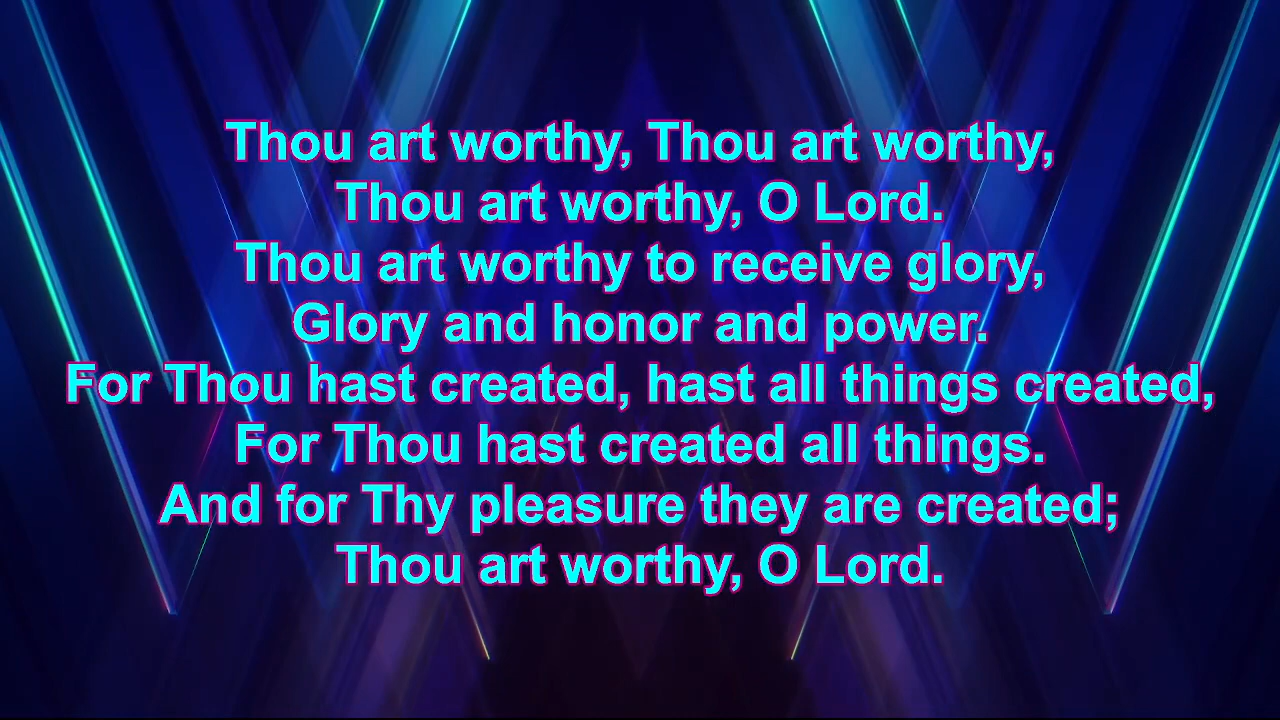 Thou art worthy, Thou art worthy,
Thou art worthy, O Lord.
Thou art worthy to receive glory,
Glory and honor and power.
For Thou hast created, hast all things created,
For Thou hast created all things.
And for Thy pleasure they are created;
Thou art worthy, O Lord.